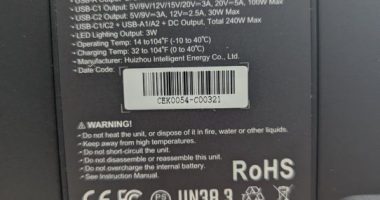 USB-C1 Output: 5V/9V/12V/15V/20V=3A, 20V=5A, 100W Max
USB-C2 Output: 5V/9V=3A, 12V=2.5A, 30W Max
USB-C1/C2 + USB-A1/A2 + DC Output, Total 240W Max
LED Lighting Output: 3W
Operating Temp: 14 to104°F (-10 to 40°C)
Charging Temp: 32 to 104°F (0 to 40°C)
Manufacturer: Huizhou Intelligent Energy Co., Ltd.
Date Code:
CEK0054-C00321
WARNING!
•Do not heat the unit, or dispose of it in fire, water or other liquids.
•Keep away from high temperatures.
•Do not short-circuit the unit.
•Do not disassemble or reassemble this unit.
•Do not charge the internal battery.
•See Instruction Manual.
RoHS
CE FC PS UN38.3